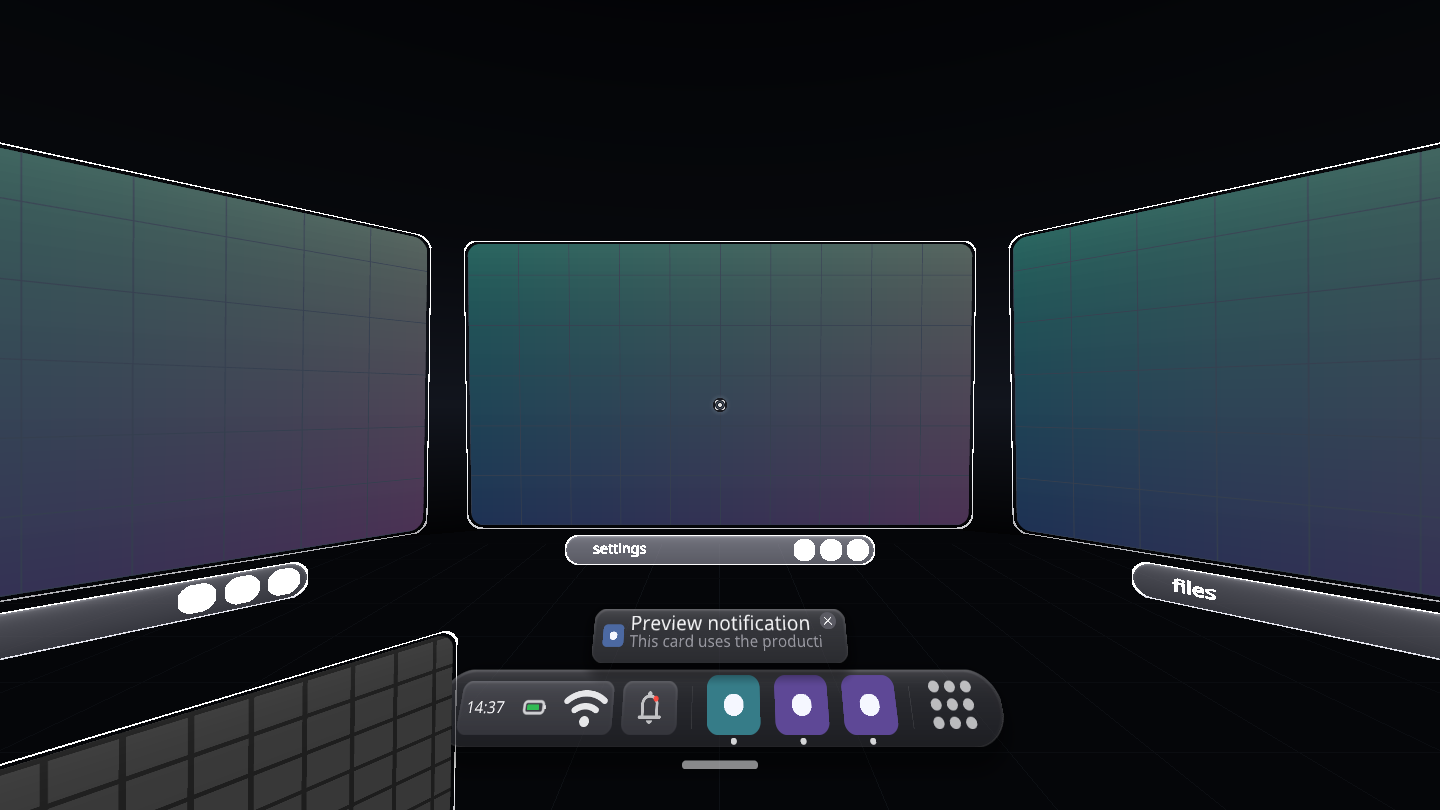 settings
files
Preview notification
This card uses the producti
14:37